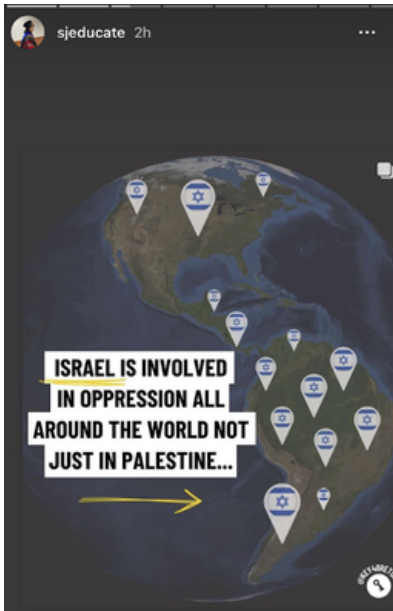 sjeducate 2h
ISRAEL IS INVOLVED
IN OPPRESSION ALL
AROUND THE WORLD NOT
JUST IN PALESTINE...